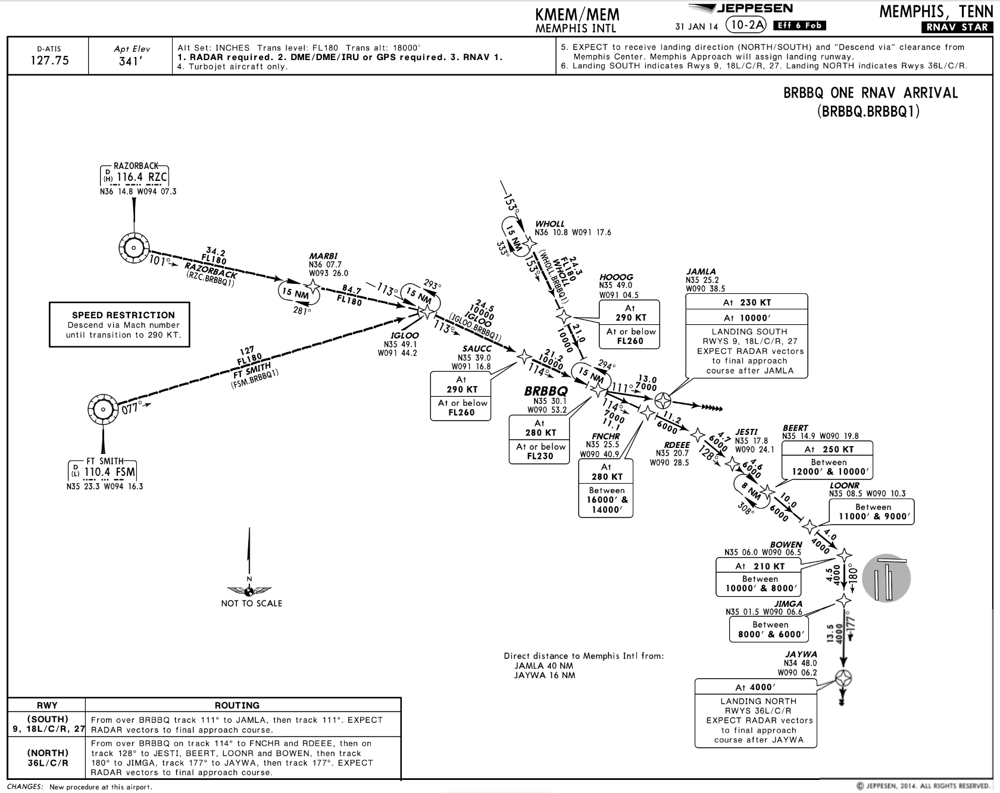 KMEM/MEM
MEMPHIS INTL
JEPPESEN
31 JAN 14 10-2A Eff 6 Feb
MEMPHIS, TENN
RNAV STAR
D-ATIS
127.75
Apt Elev
341'
Alt Set: INCHES Trans level: FL180 Trans alt: 18000'
1. RADAR required. 2. DME/DME/IRU or GPS required. 3. RNAV 1.
4. Turbojet aircraft only.
5. EXPECT to receive landing direction (NORTH/SOUTH) and "Descend via" clearance from
Memphis Center. Memphis Approach will assign landing runway.
6. Landing SOUTH indicates Rwys 9, 18L/C/R, 27. Landing NORTH indicates Rwys 36L/C/R.
BRBBQ ONE RNAV ARRIVAL
(BRBBQ.BRBBQ1)
RAZORBACK
D
(H) 116.4 RZC
N36 14.8 W094 07.3
101°
34.2
FL180
RAZORBACK
(RZC.BRBBQ1)
MARBI
N36 07.7
W093 26.0
15 NM
281°
84.7
FL180
113°
293°
15 NM
IGLOO
N35 49.1
W091 44.2
SPEED RESTRICTION
Descend via Mach number
until transition to 290 KT.
127
FL180
FT SMITH
(FSM.BRBBQ1)
077°
FT SMITH
D
(L) 110.4 FSM
N35 23.3 W094 16.3
113°
24.5
10000
IGLOO
(IGLOO.BRBBQ1)
SAUCC
N35 39.0
W091 16.8
At
290 KT
At or below
FL260
21.2
10000
114°
153°
15 NM
333°
WHOLL
N36 10.8 W091 17.6
153°
24.3
FL180
WHOLL
(WHOLL.BRBBQ1)
HOOOG
N35 49.0
W091 04.5
At
290 KT
At or below
FL260
21.0
10000
294°
15 NM
BRBBQ
N35 30.1
W090 53.2
At
280 KT
At or below
FL230
111°
13.0
7000
JAMLA
N35 25.2
W090 38.5
At 230 KT
At 10000'
LANDING SOUTH
RWYS 9, 18L/C/R, 27
EXPECT RADAR vectors
to final approach
course after JAMLA
114°
7000
11.1
FNCHR
N35 25.5
W090 40.9
At
280 KT
Between
16000' &
14000'
11.2
6000
RDEEE
N35 20.7
W090 28.5
4.7
6000
128°
JESTI
N35 17.8
W090 24.1
4.6
6000
8 NM
308°
BEERT
N35 14.9 W090 19.8
At 250 KT
Between
12000' & 10000'
10.0
6000
LOONR
N35 08.5 W090 10.3
Between
11000' & 9000'
4.0
4000
BOWEN
N35 06.0 W090 06.5
At 210 KT
Between
10000' & 8000'
4.5
4000
180°
JIMGA
N35 01.5 W090 06.6
Between
8000' & 6000'
13.5
4000
177°
JAYWA
N34 48.0
W090 06.2
At 4000'
LANDING NORTH
RWYS 36L/C/R
EXPECT RADAR vectors
to final approach
course after JAYWA
N
NOT TO SCALE
Direct distance to Memphis Intl from:
JAMLA 40 NM
JAYWA 16 NM
RWY
ROUTING
(SOUTH)
9, 18L/C/R, 27
From over BRBBQ track 111° to JAMLA, then track 111°. EXPECT
RADAR vectors to final approach course.
(NORTH)
36L/C/R
From over BRBBQ on track 114° to FNCHR and RDEEE, then on
track 128° to JESTI, BEERT, LOONR and BOWEN, then track
180° to JIMGA, track 177° to JAYWA, then track 177°. EXPECT
RADAR vectors to final approach course.
CHANGES: New procedure at this airport.
© JEPPESEN, 2014. ALL RIGHTS RESERVED.